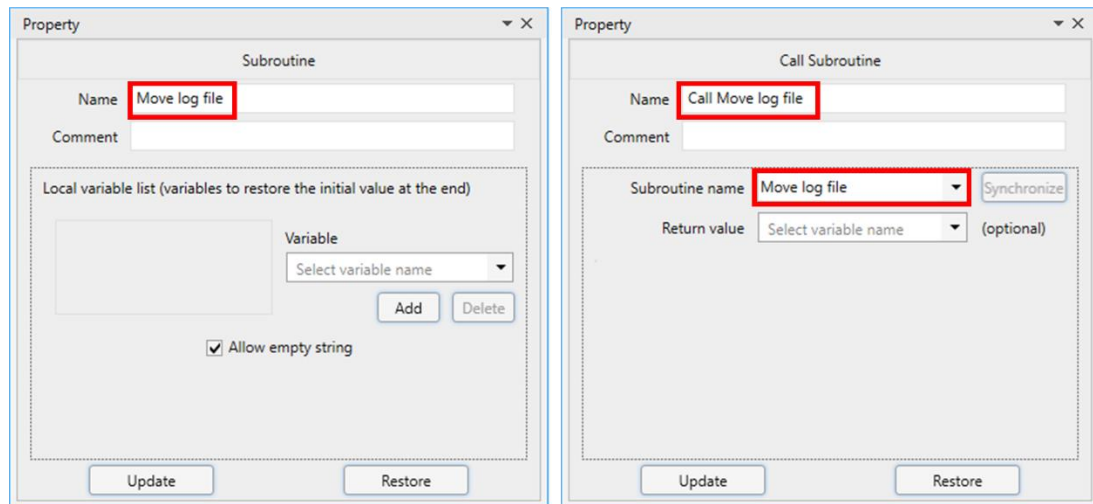 Property
Subroutine
Name Move log file
Comment
Local variable list (variables to restore the initial value at the end)
Variable
Select variable name
Add Delete
Allow empty string
Update Restore
Property
Call Subroutine
Name Call Move log file
Comment
Subroutine name Move log file Synchronize
Return value Select variable name (optional)
Update Restore